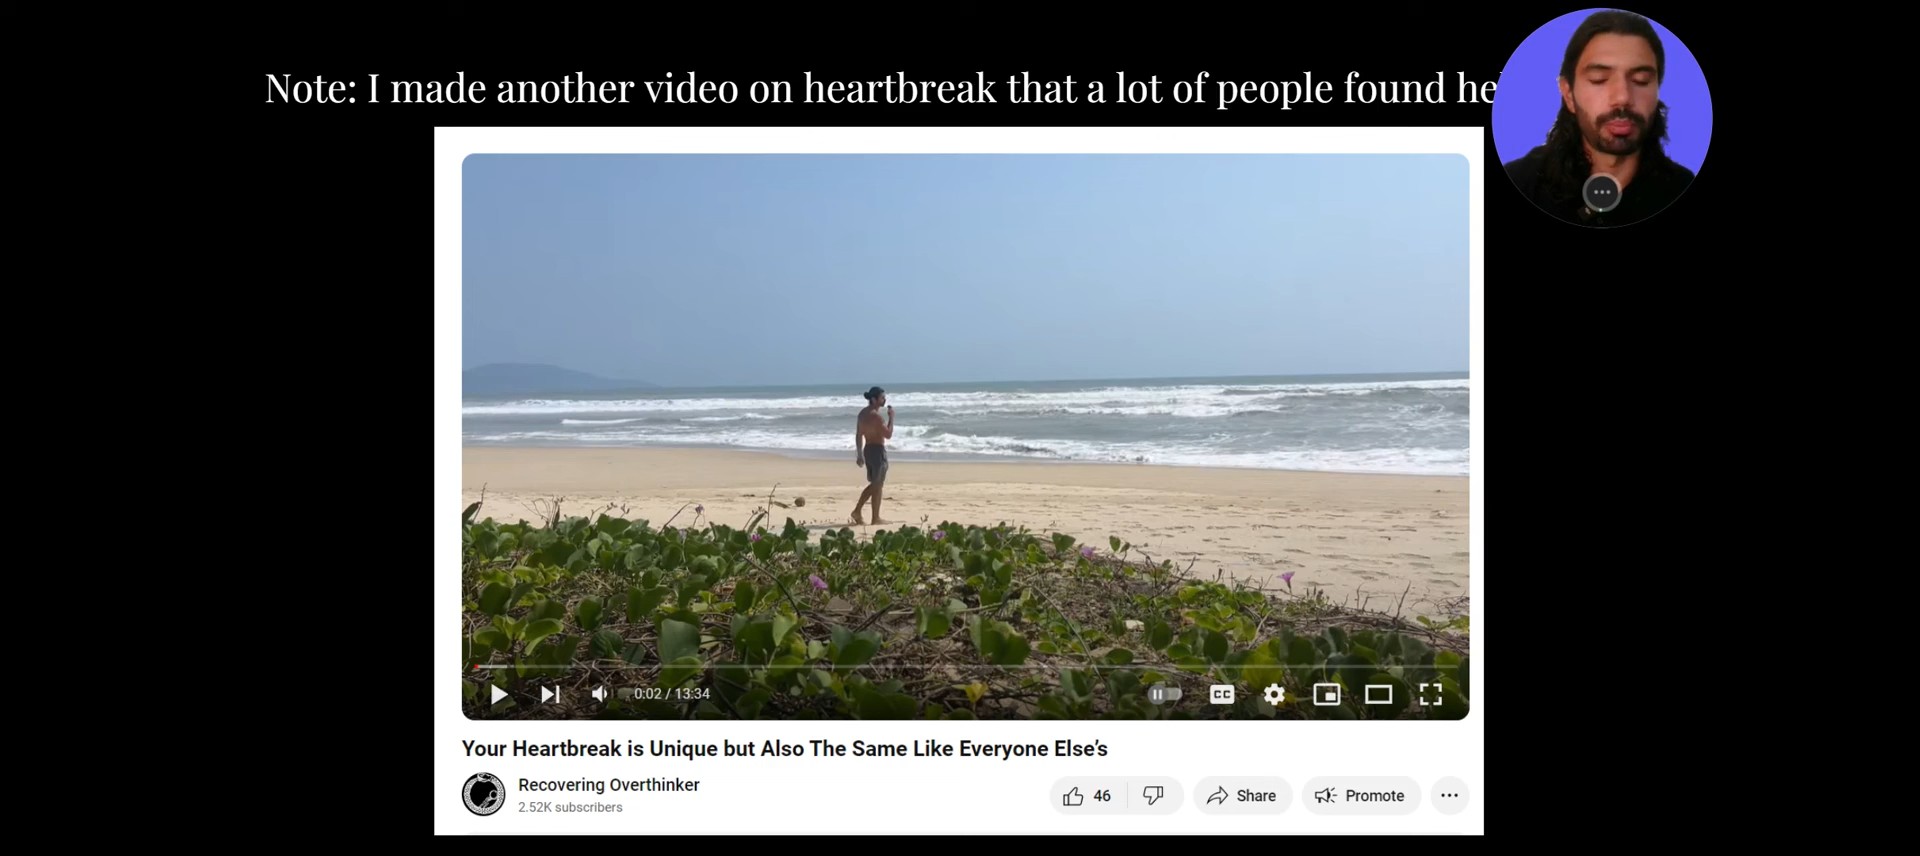 Note: I made another video on heartbreak that a lot of people found
0:02 / 13:34
CC
Your Heartbreak is Unique but Also The Same Like Everyone Else’s
Recovering Overthinker
2.52K subscribers
46
Share
Promote